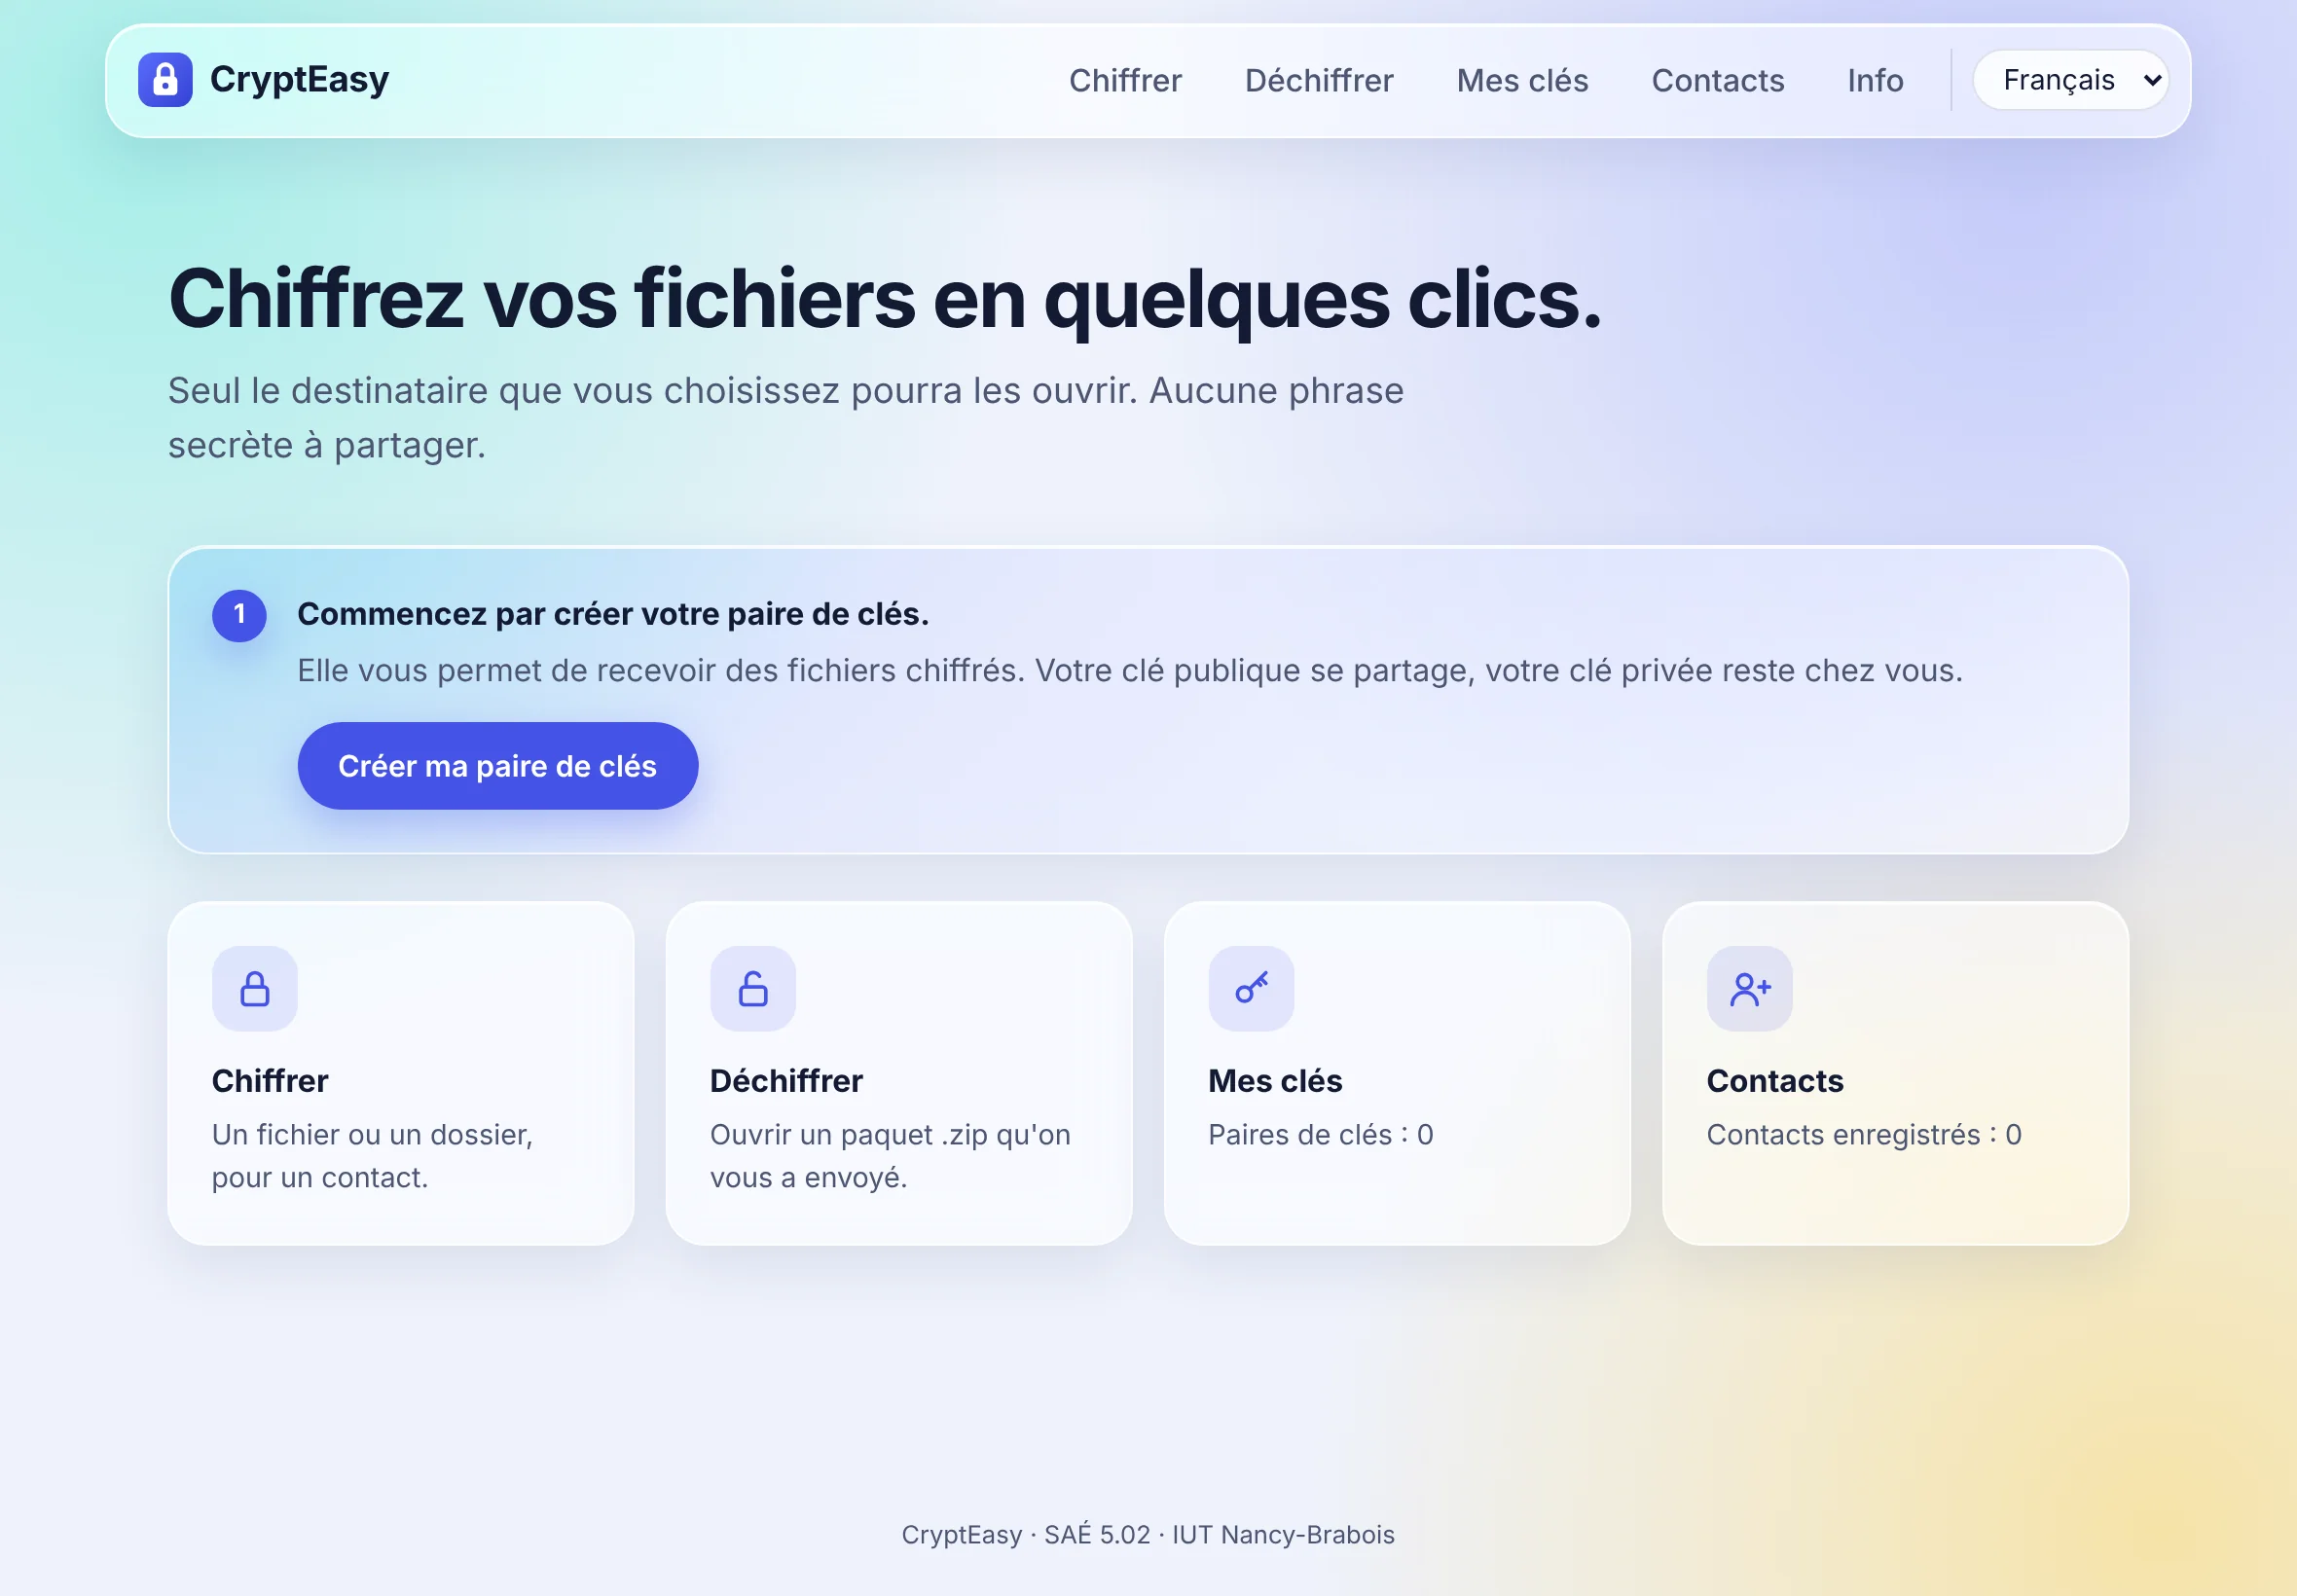 CryptEasy
Chiffrer
Déchiffrer
Mes clés
Contacts
Info
Français
Chiffrez vos fichiers en quelques clics.
Seul le destinataire que vous choisissez pourra les ouvrir. Aucune phrase
secrète à partager.
1
Commencez par créer votre paire de clés.
Elle vous permet de recevoir des fichiers chiffrés. Votre clé publique se partage, votre clé privée reste chez vous.
Créer ma paire de clés
Chiffrer
Un fichier ou un dossier,
pour un contact.
Déchiffrer
Ouvrir un paquet .zip qu'on
vous a envoyé.
Mes clés
Paires de clés : 0
Contacts
Contacts enregistrés : 0
CryptEasy · SAÉ 5.02 · IUT Nancy-Brabois